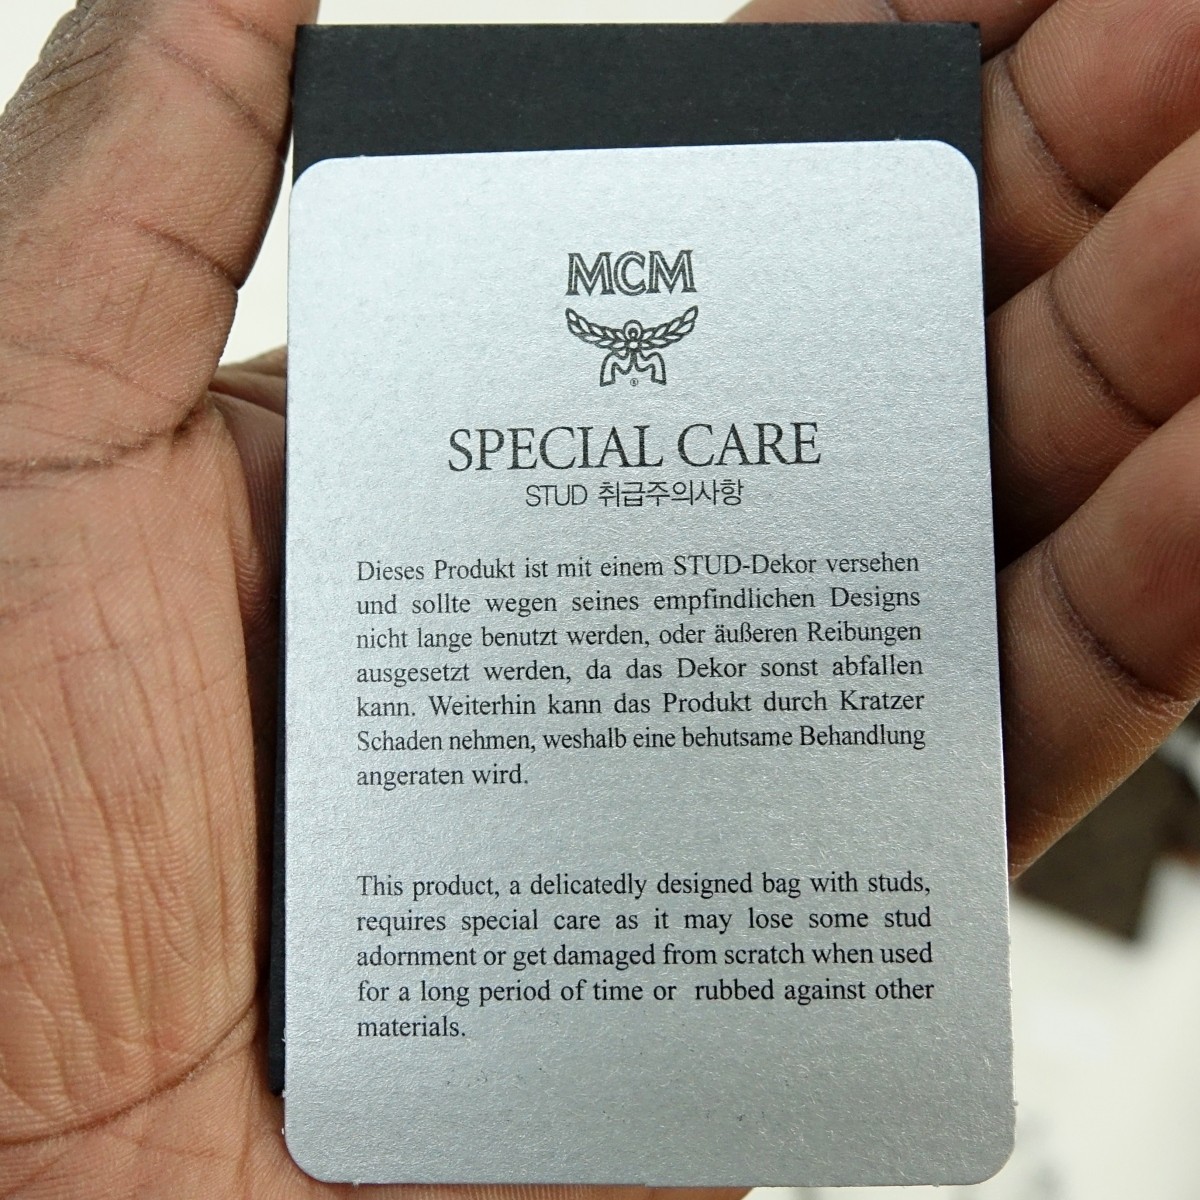 MCM
SPECIAL CARE
STUD 취급주의사항
Dieses Produkt ist mit einem STUD-Dekor versehen
und sollte wegen seines empfindlichen Designs
nicht lange benutzt werden, oder äußeren Reibungen
ausgesetzt werden, da das Dekor sonst abfallen
kann. Weiterhin kann das Produkt durch Kratzer
Schaden nehmen, weshalb eine behutsame Behandlung
angeraten wird.
This product, a delicatedly designed bag with studs,
requires special care as it may lose some stud
adornment or get damaged from scratch when used
for a long period of time or rubbed against other
materials.